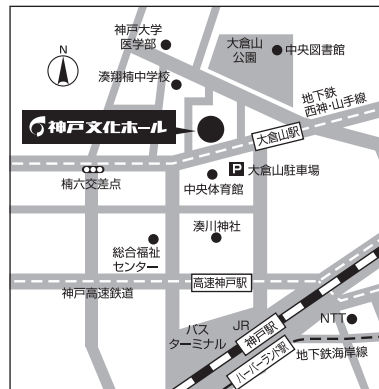 神戸大学
医学部
大倉山
公園
中央図書館
N
湊翔楠中学校
地下鉄
西神・山手線
神戸文化ホール
大倉山駅
P 大倉山駐車場
楠六交差点
中央体育館
湊川神社
総合福祉
センター
高速神戸駅
神戸高速鉄道
バス
ターミナル
JR
神戸駅
NTT
ハーバーランド駅
地下鉄海岸線